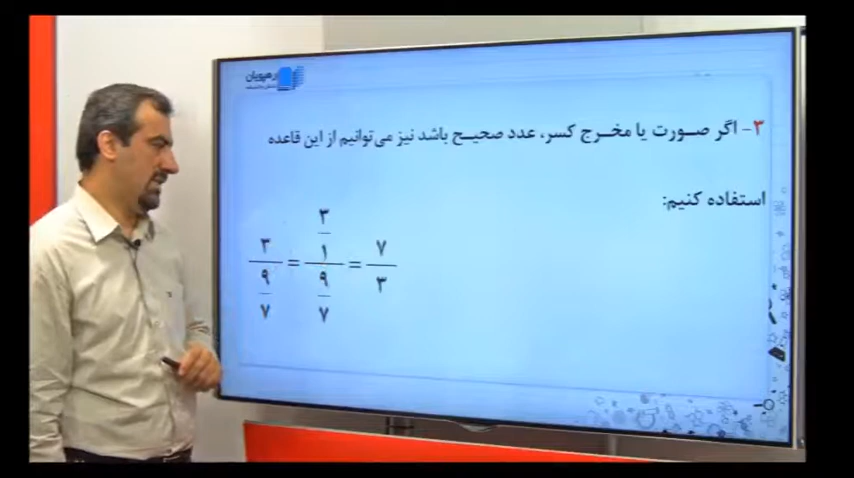 رهپویان
۳- اگر صورت یا مخرج کسر، عدد صحیح باشد نیز می‌توانیم از این قاعده
استفاده کنیم:
۳/(۹/۷) = (۳/۱)/(۹/۷) = ۷/۳